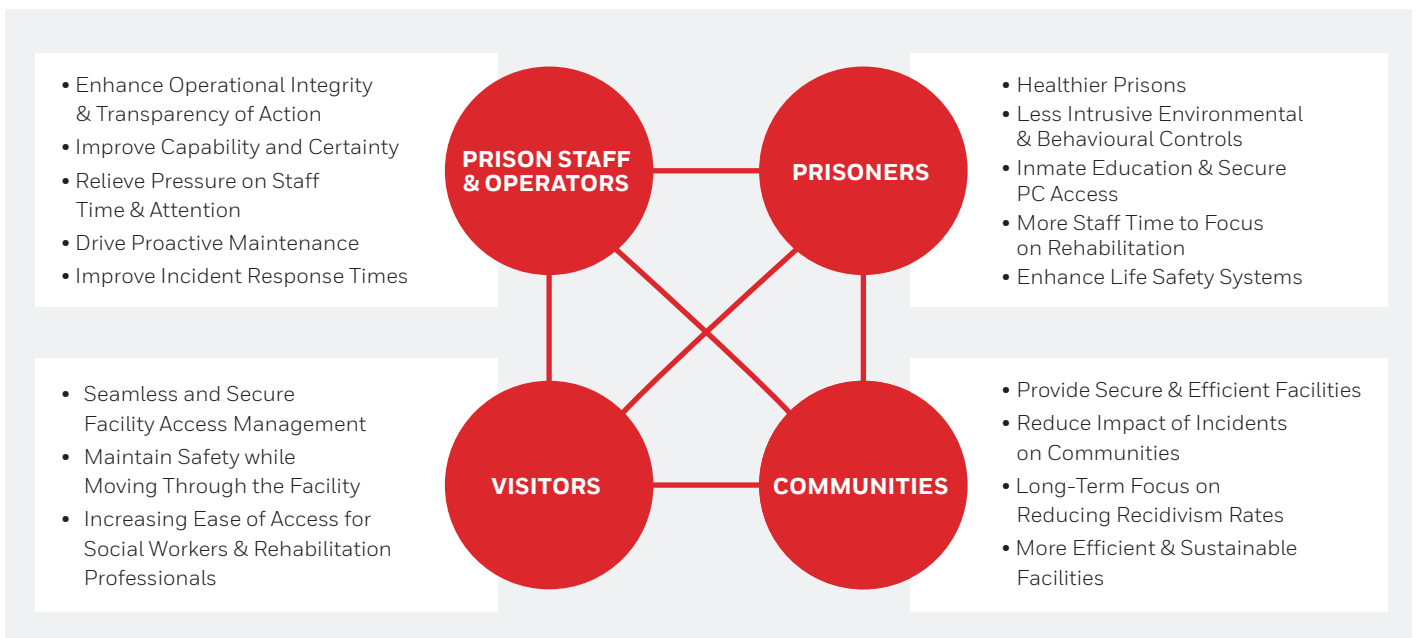 • Enhance Operational Integrity
& Transparency of Action
• Improve Capability and Certainty
• Relieve Pressure on Staff
Time & Attention
• Drive Proactive Maintenance
• Improve Incident Response Times
PRISON STAFF
& OPERATORS
PRISONERS
• Healthier Prisons
• Less Intrusive Environmental
& Behavioural Controls
• Inmate Education & Secure
PC Access
• More Staff Time to Focus
on Rehabilitation
• Enhance Life Safety Systems
• Seamless and Secure
Facility Access Management
• Maintain Safety while
Moving Through the Facility
• Increasing Ease of Access for
Social Workers & Rehabilitation
Professionals
VISITORS
COMMUNITIES
• Provide Secure & Efficient Facilities
• Reduce Impact of Incidents
on Communities
• Long-Term Focus on
Reducing Recidivism Rates
• More Efficient & Sustainable
Facilities